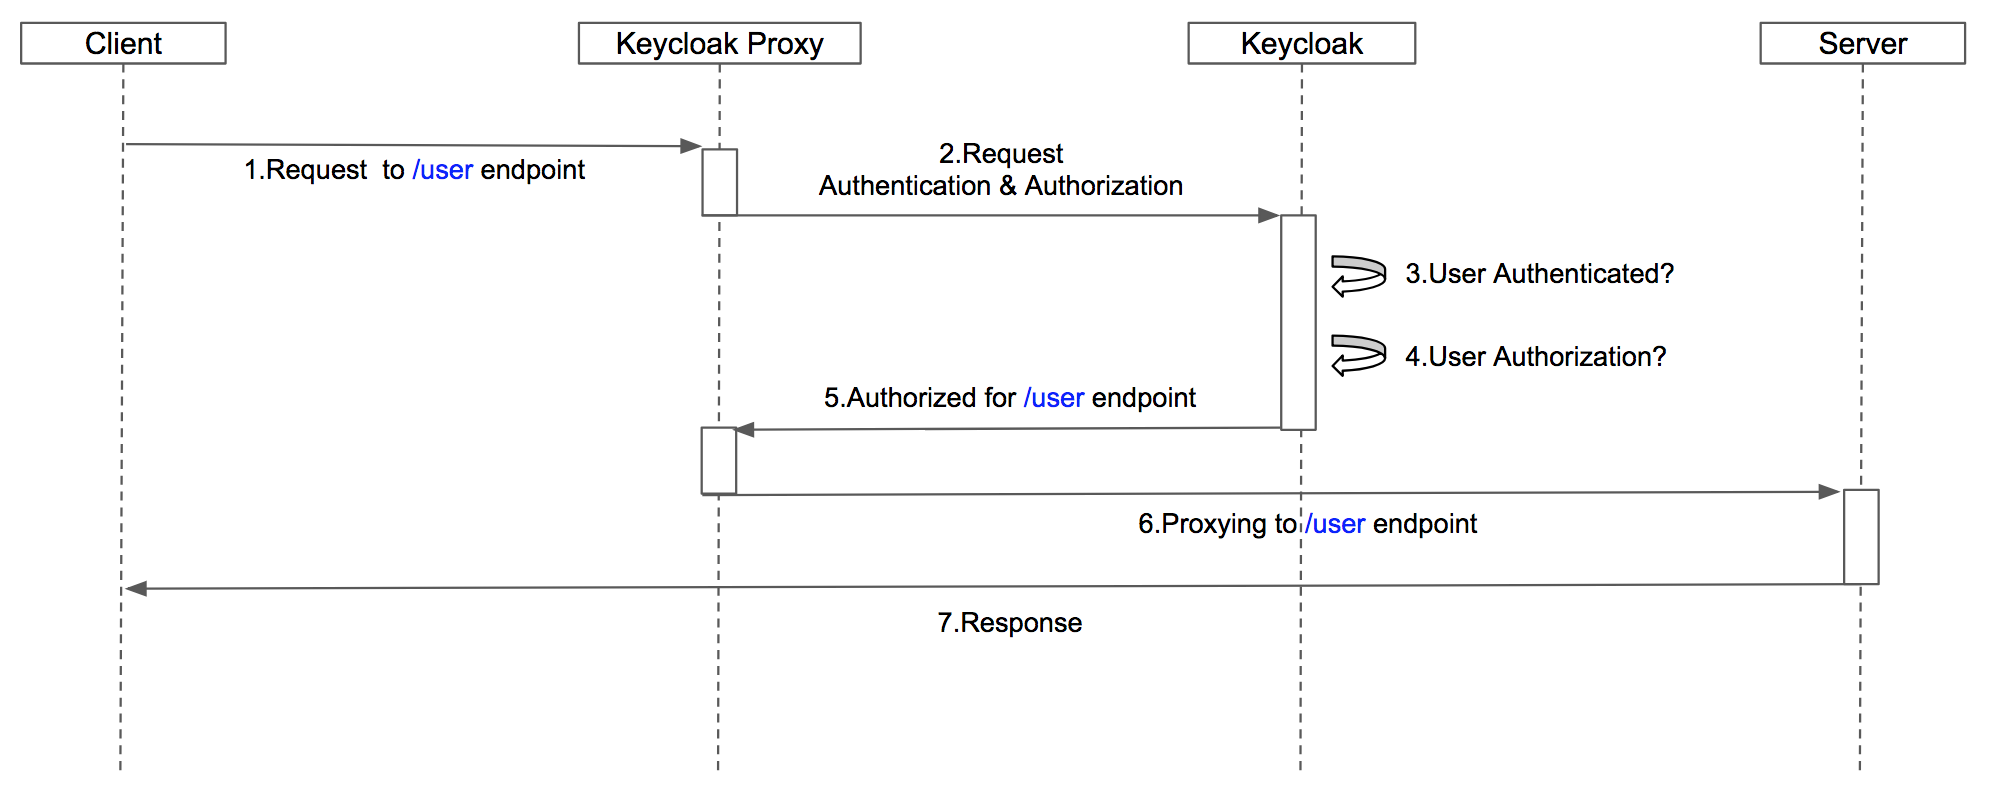 Client
Keycloak Proxy
Keycloak
Server
1.Request  to /user endpoint
2.Request
Authentication & Authorization
3.User Authenticated?
4.User Authorization?
5.Authorized for /user endpoint
6.Proxying to /user endpoint
7.Response